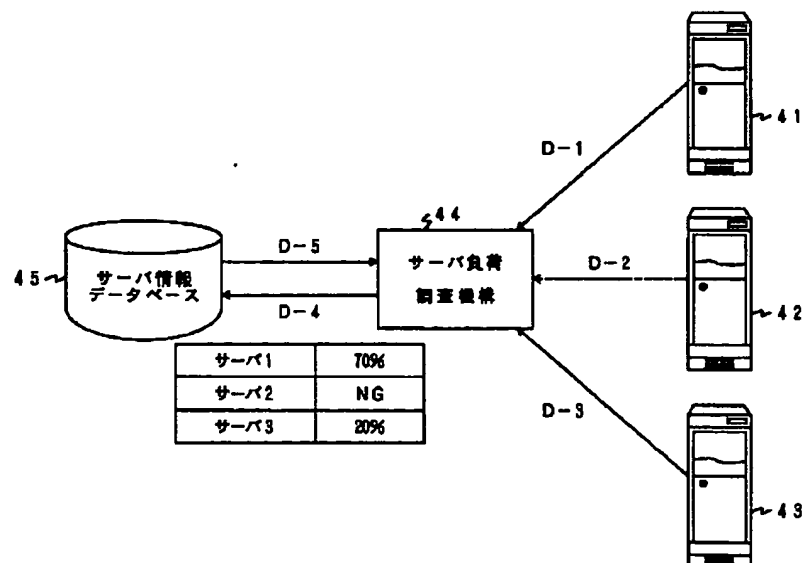 41
D-1
44
D-5
サーバ負荷
調査機構
D-2
45
サーバ情報
データベース
D-4
42
サーバ1 70%
サーバ2 NG
サーバ3 20%
D-3
43